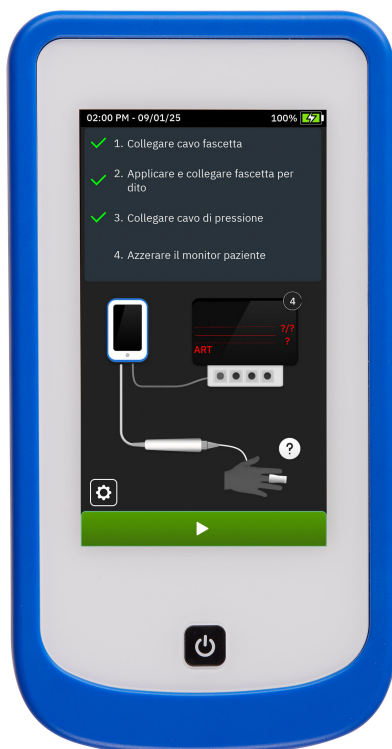 02:00 PM - 09/01/25 100%
1. Collegare cavo fascetta
2. Applicare e collegare fascetta per
dito
3. Collegare cavo di pressione
4. Azzerare il monitor paziente
4
?/?
?
ART
?